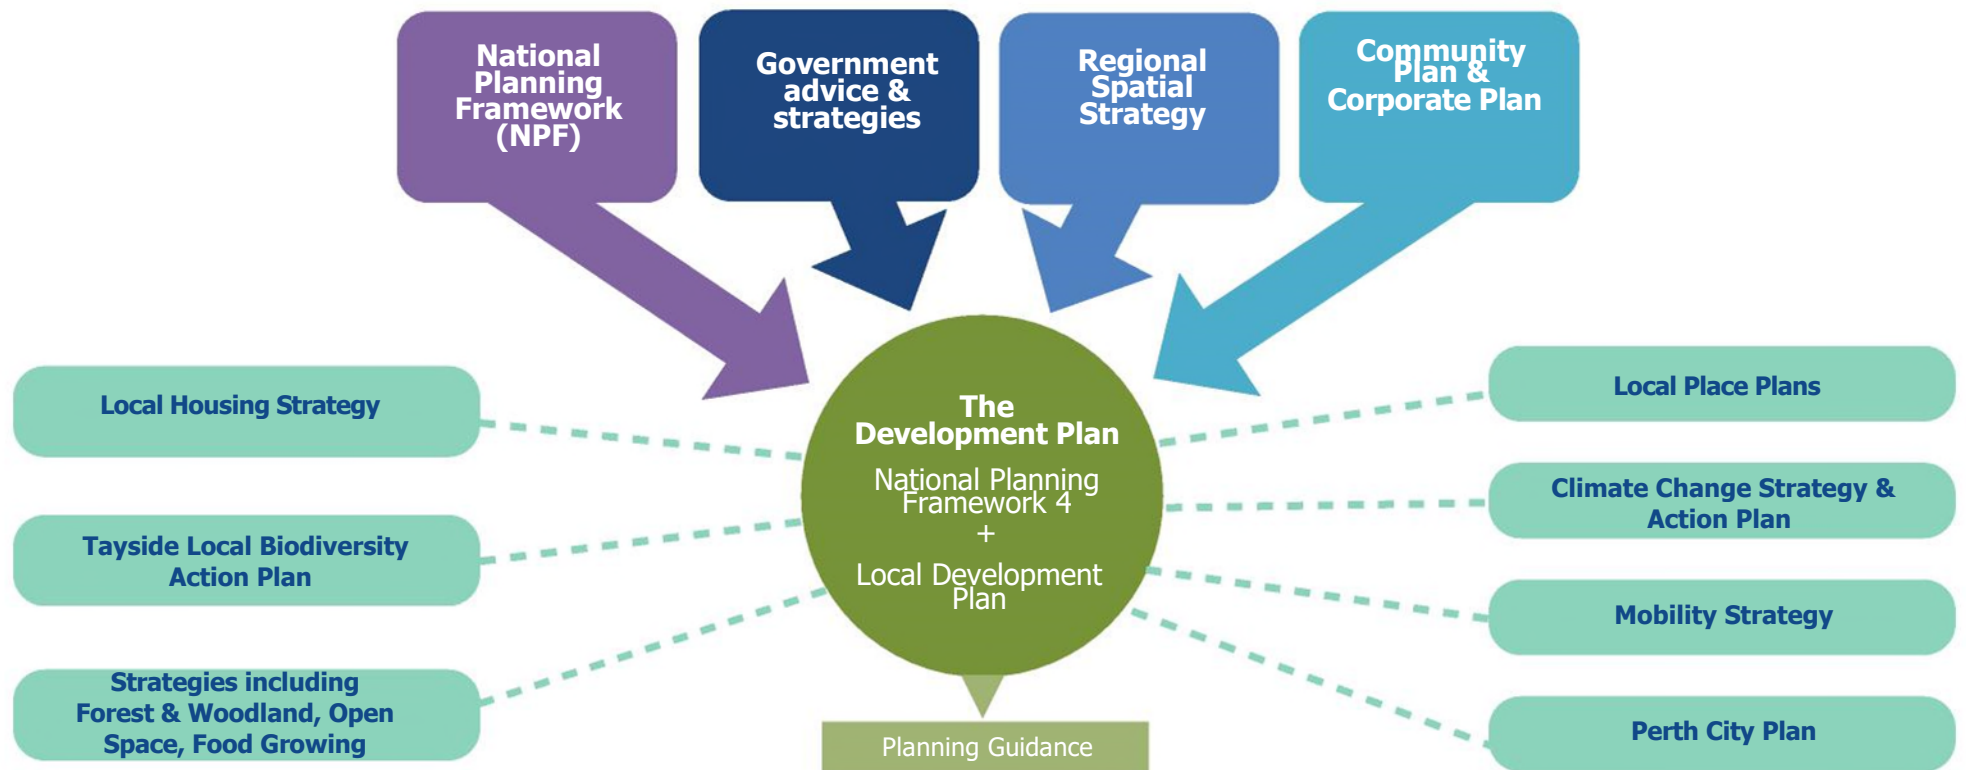 National
Planning
Framework
(NPF)
Government
advice &
strategies
Regional
Spatial
Strategy
Community
Plan &
Corporate Plan
Local Housing Strategy
Tayside Local Biodiversity
Action Plan
Strategies including
Forest & Woodland, Open
Space, Food Growing
The
Development Plan
National Planning
Framework 4
+
Local Development
Plan
Planning Guidance
Local Place Plans
Climate Change Strategy &
Action Plan
Mobility Strategy
Perth City Plan